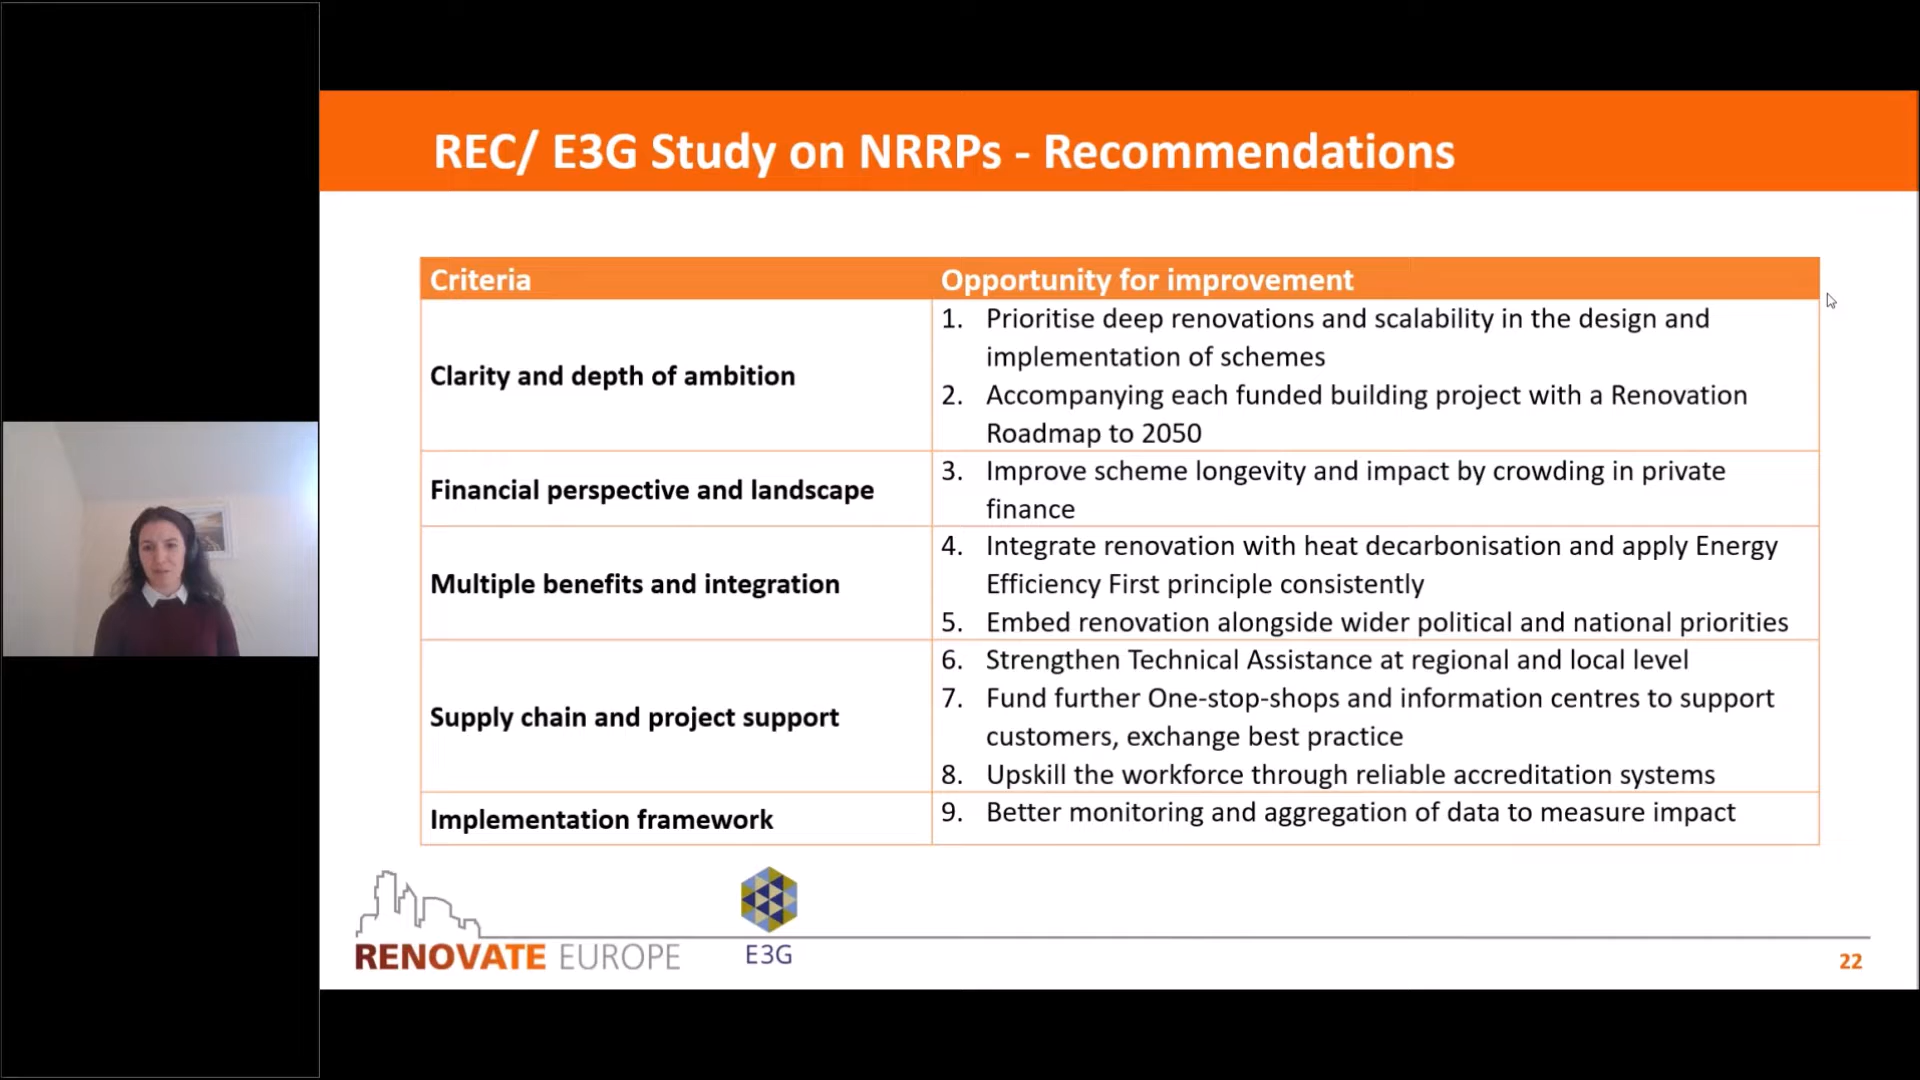 REC/ E3G Study on NRRPs - Recommendations
Criteria
Opportunity for improvement
Clarity and depth of ambition
1. Prioritise deep renovations and scalability in the design and
implementation of schemes
2. Accompanying each funded building project with a Renovation
Roadmap to 2050
Financial perspective and landscape
3. Improve scheme longevity and impact by crowding in private
finance
Multiple benefits and integration
4. Integrate renovation with heat decarbonisation and apply Energy
Efficiency First principle consistently
5. Embed renovation alongside wider political and national priorities
Supply chain and project support
6. Strengthen Technical Assistance at regional and local level
7. Fund further One-stop-shops and information centres to support
customers, exchange best practice
8. Upskill the workforce through reliable accreditation systems
Implementation framework
9. Better monitoring and aggregation of data to measure impact
RENOVATE EUROPE
E3G
22